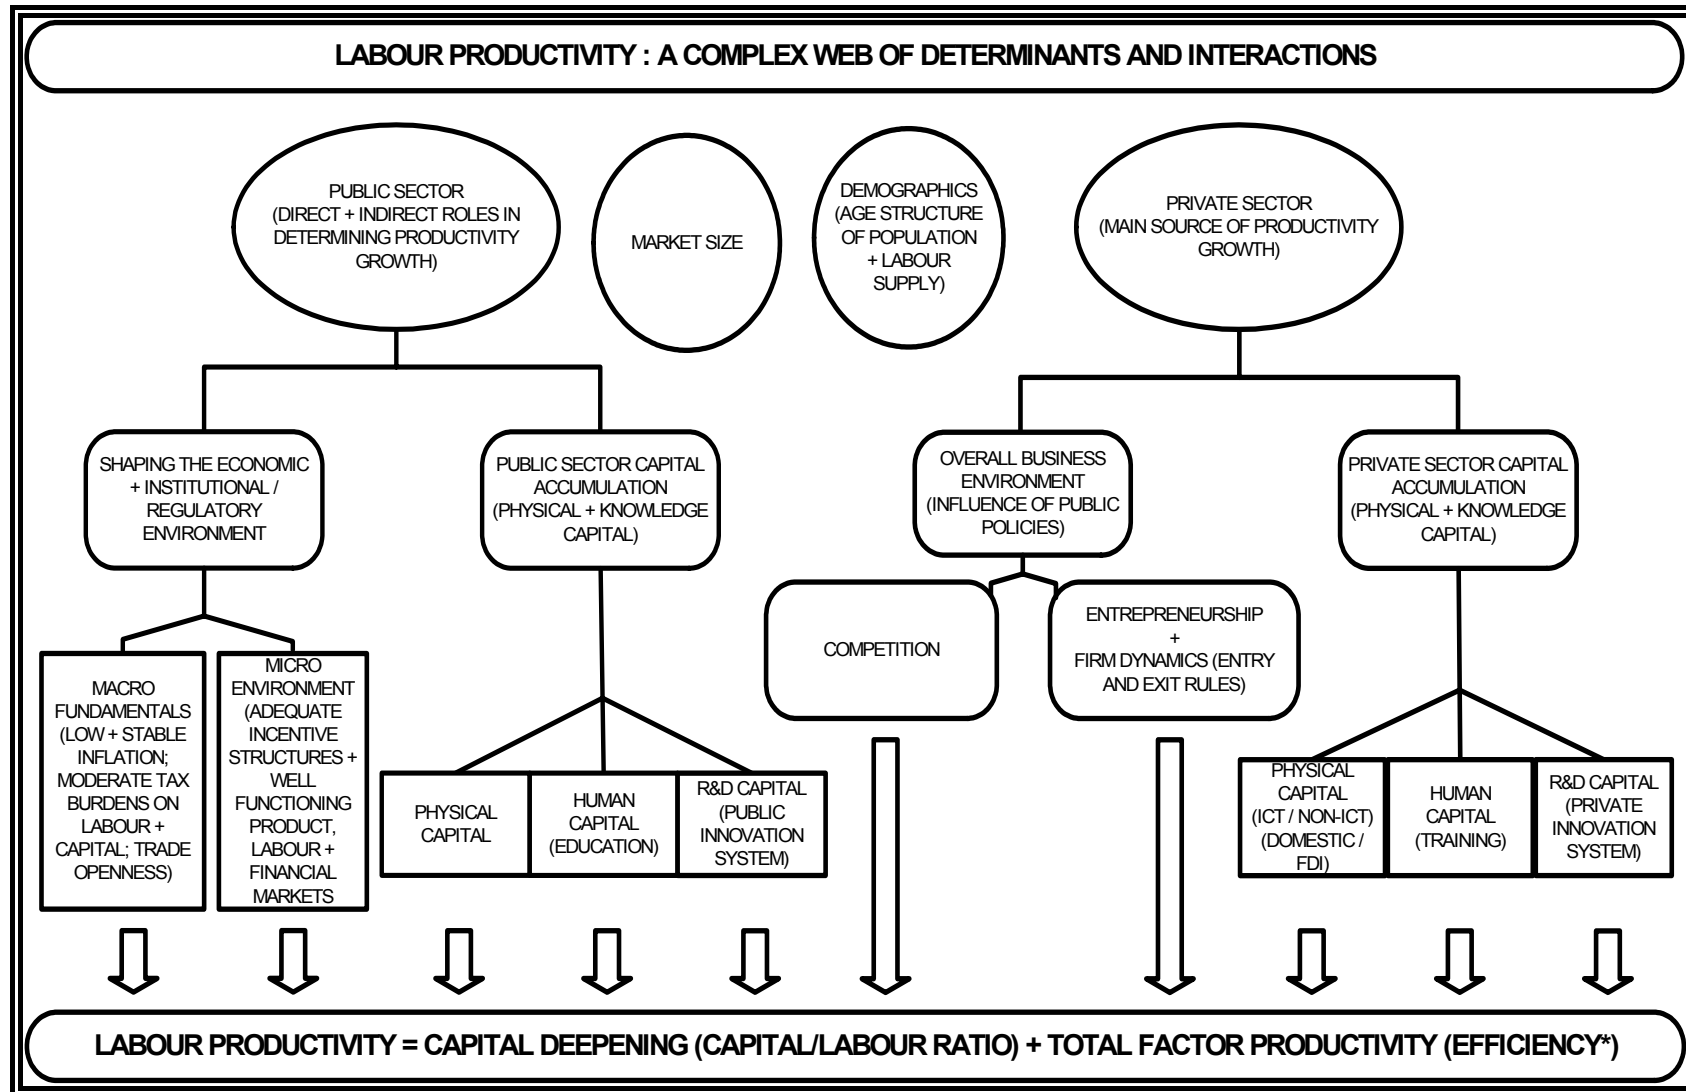 LABOUR PRODUCTIVITY : A COMPLEX WEB OF DETERMINANTS AND INTERACTIONS
PUBLIC SECTOR
(DIRECT + INDIRECT ROLES IN
DETERMINING PRODUCTIVITY
GROWTH)
MARKET SIZE
DEMOGRAPHICS
(AGE STRUCTURE
OF POPULATION
+ LABOUR
SUPPLY)
PRIVATE SECTOR
(MAIN SOURCE OF PRODUCTIVITY
GROWTH)
SHAPING THE ECONOMIC
+ INSTITUTIONAL /
REGULATORY
ENVIRONMENT
PUBLIC SECTOR CAPITAL
ACCUMULATION
(PHYSICAL + KNOWLEDGE
CAPITAL)
OVERALL BUSINESS
ENVIRONMENT
(INFLUENCE OF PUBLIC
POLICIES)
PRIVATE SECTOR CAPITAL
ACCUMULATION
(PHYSICAL + KNOWLEDGE
CAPITAL)
COMPETITION
ENTREPRENEURSHIP
+
FIRM DYNAMICS (ENTRY
AND EXIT RULES)
MACRO
FUNDAMENTALS
(LOW + STABLE
INFLATION;
MODERATE TAX
BURDENS ON
LABOUR +
CAPITAL; TRADE
OPENNESS)
MICRO
ENVIRONMENT
(ADEQUATE
INCENTIVE
STRUCTURES +
WELL
FUNCTIONING
PRODUCT,
LABOUR +
FINANCIAL
MARKETS
PHYSICAL
CAPITAL
HUMAN
CAPITAL
(EDUCATION)
R&D CAPITAL
(PUBLIC
INNOVATION
SYSTEM)
PHYSICAL
CAPITAL
(ICT / NON-ICT)
(DOMESTIC /
FDI)
HUMAN
CAPITAL
(TRAINING)
R&D CAPITAL
(PRIVATE
INNOVATION
SYSTEM)
LABOUR PRODUCTIVITY = CAPITAL DEEPENING (CAPITAL/LABOUR RATIO) + TOTAL FACTOR PRODUCTIVITY (EFFICIENCY*)